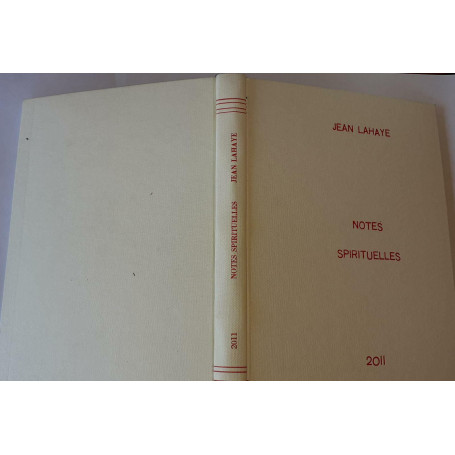 JEAN LAHAYE
NOTES
SPIRITUELLES
2011
2011 NOTES SPIRITUELLES JEAN LAHAYE